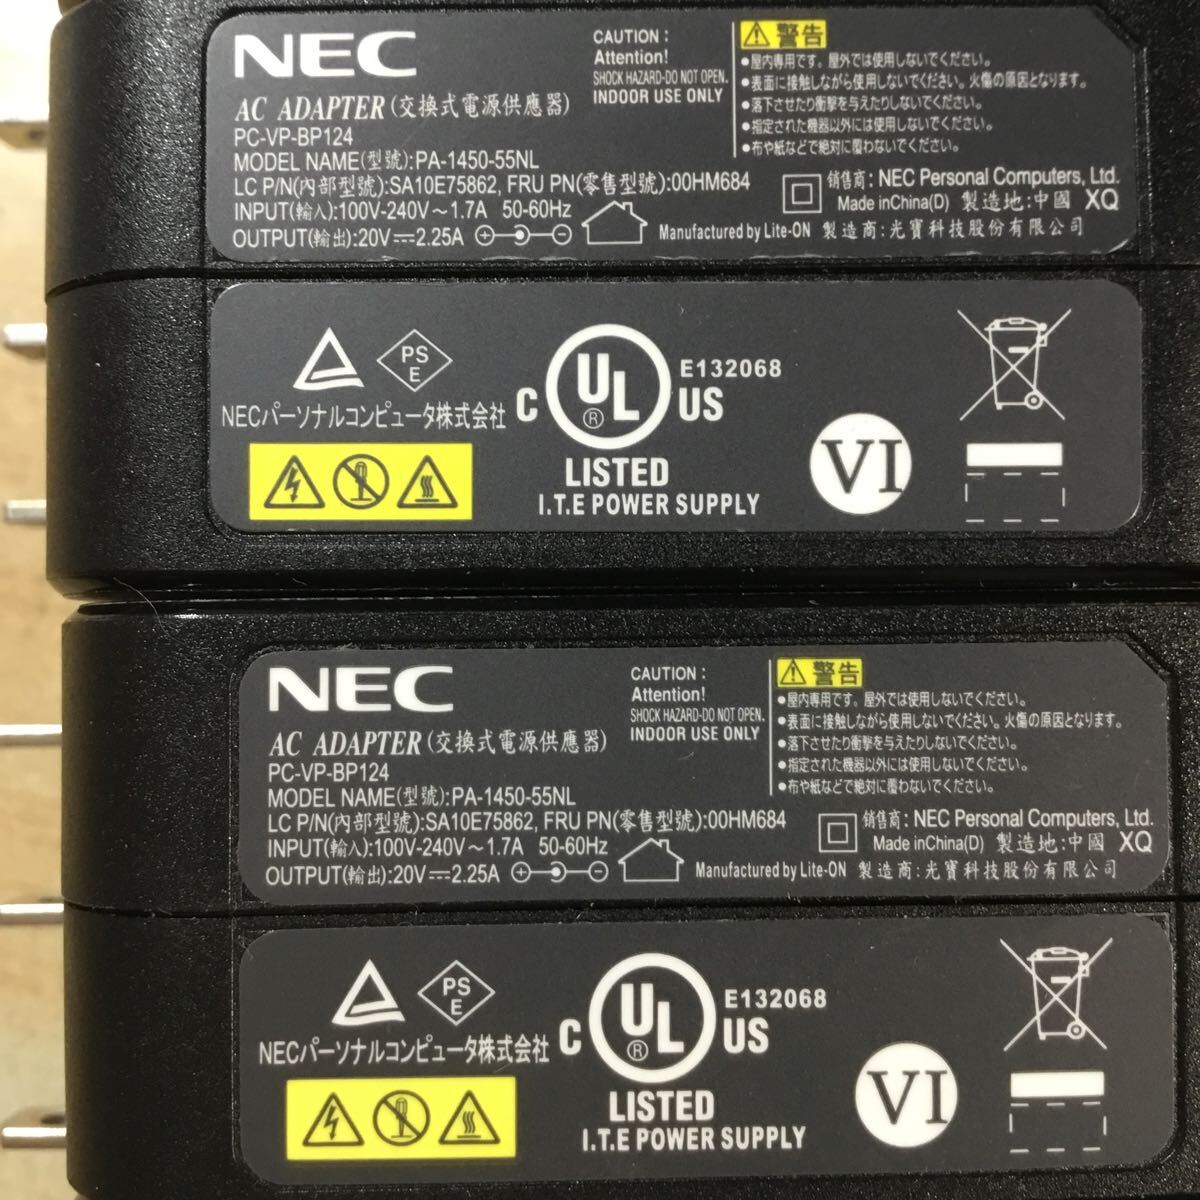 NEC
AC ADAPTER(交換式電源供應器)
PC-VP-BP124
MODEL NAME(型號):PA-1450-55NL
LC P/N(內部型號):SA10E75862, FRU PN(零售型號):00HM684
INPUT(輸入):100V-240V～1.7A 50-60Hz
OUTPUT(輸出):20V⎓2.25A
CAUTION :
Attention!
SHOCK HAZARD-DO NOT OPEN.
INDOOR USE ONLY
警告
●屋内専用です。屋外では使用しないでください。
●表面に接触しながら使用しないでください。火傷の原因となります。
●落下させたり衝撃を与えたりしないでください。
●指定された機器以外には使用しないでください。
●布や紙などで絶対に覆わないでください。
销售商: NEC Personal Computers, Ltd.
Made inChina(D) 製造地:中國 XQ
Manufactured by Lite-ON 製造商:光寶科技股份有限公司
PS
E
NECパーソナルコンピュータ株式会社
C UL ® US
E132068
LISTED
I.T.E POWER SUPPLY
VI
NEC
AC ADAPTER(交換式電源供應器)
PC-VP-BP124
MODEL NAME(型號):PA-1450-55NL
LC P/N(內部型號):SA10E75862, FRU PN(零售型號):00HM684
INPUT(輸入):100V-240V～1.7A 50-60Hz
OUTPUT(輸出):20V⎓2.25A
CAUTION :
Attention!
SHOCK HAZARD-DO NOT OPEN.
INDOOR USE ONLY
警告
●屋内専用です。屋外では使用しないでください。
●表面に接触しながら使用しないでください。火傷の原因となります。
●落下させたり衝撃を与えたりしないでください。
●指定された機器以外には使用しないでください。
●布や紙などで絶対に覆わないでください。
销售商: NEC Personal Computers, Ltd.
Made inChina(D) 製造地:中國 XQ
Manufactured by Lite-ON 製造商:光寶科技股份有限公司
PS
E
NECパーソナルコンピュータ株式会社
C UL ® US
E132068
LISTED
I.T.E POWER SUPPLY
VI